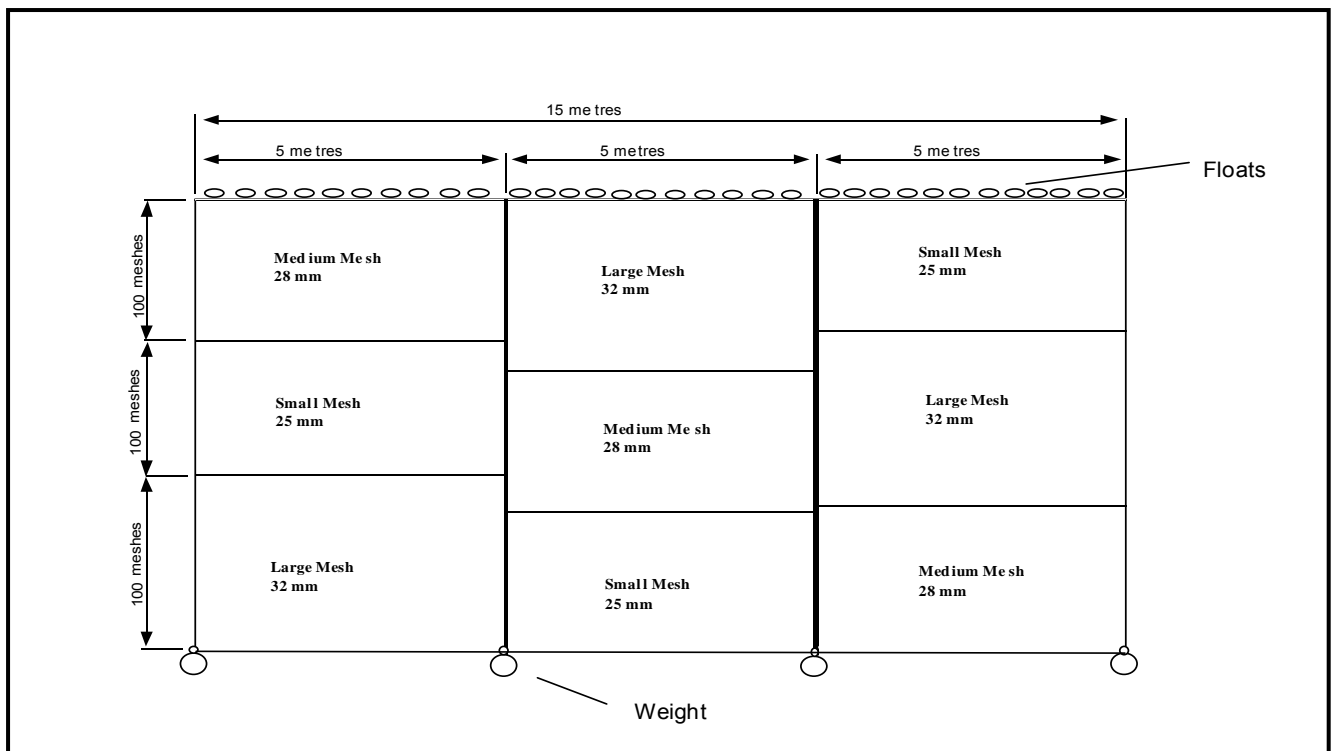 15 me tres
5 me tres
5 me tres
5 me tres
Floats
100 meshes
Medium Me sh
28 mm
Large Mesh
32 mm
Small Mesh
25 mm
100 meshes
Small Mesh
25 mm
Medium Me sh
28 mm
Large Mesh
32 mm
100 meshes
Large Mesh
32 mm
Small Mesh
25 mm
Medium Me sh
28 mm
Weight